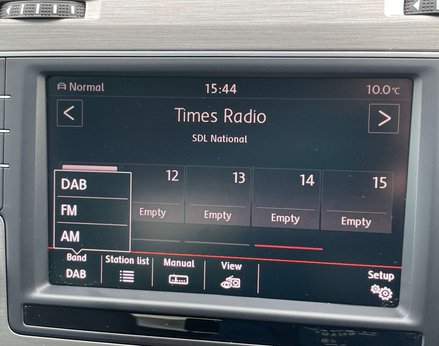 Normal 15:44 10.0°C
< Times Radio >
SDL National
DAB
FM
AM
12 13 14 15
Empty Empty Empty Empty
Band Station list Manual View Setup
DAB